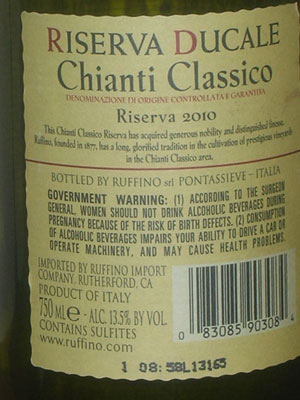 RISERVA DUCALE
Chianti Classico
DENOMINAZIONE DI ORIGINE CONTROLLATA E GARANTITA
Riserva 2010
This Chianti Classico Riserva has acquired generous nobility and distinguished finesse.
Ruffino, founded in 1877, has a long, glorified tradition in the cultivation of prestigious vineyards
in the Chianti Classico area.
BOTTLED BY RUFFINO srl PONTASSIEVE - ITALIA
GOVERNMENT WARNING: (1) ACCORDING TO THE SURGEON
GENERAL, WOMEN SHOULD NOT DRINK ALCOHOLIC BEVERAGES DURING
PREGNANCY BECAUSE OF THE RISK OF BIRTH DEFECTS. (2) CONSUMPTION
OF ALCOHOLIC BEVERAGES IMPAIRS YOUR ABILITY TO DRIVE A CAR OR
OPERATE MACHINERY, AND MAY CAUSE HEALTH PROBLEMS.
IMPORTED BY RUFFINO IMPORT
COMPANY, RUTHERFORD, CA
PRODUCT OF ITALY
750 ML e - ALC. 13.5% BY VOL.
CONTAINS SULFITES
www.ruffino.com
0 83085 90308 4
1 08:58L13165